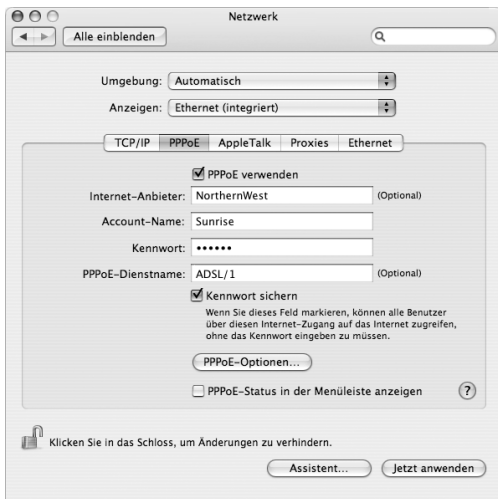 Netzwerk
Alle einblenden
Umgebung: Automatisch
Anzeigen: Ethernet (integriert)
TCP/IP PPPoE AppleTalk Proxies Ethernet
PPPoE verwenden
Internet-Anbieter: NorthernWest (Optional)
Account-Name: Sunrise
Kennwort: ••••••
PPPoE-Dienstname: ADSL/1 (Optional)
Kennwort sichern
Wenn Sie dieses Feld markieren, können alle Benutzer
über diesen Internet-Zugang auf das Internet zugreifen,
ohne das Kennwort eingeben zu müssen.
PPPoE-Optionen...
PPPoE-Status in der Menüleiste anzeigen ?
Klicken Sie in das Schloss, um Änderungen zu verhindern.
Assistent... Jetzt anwenden